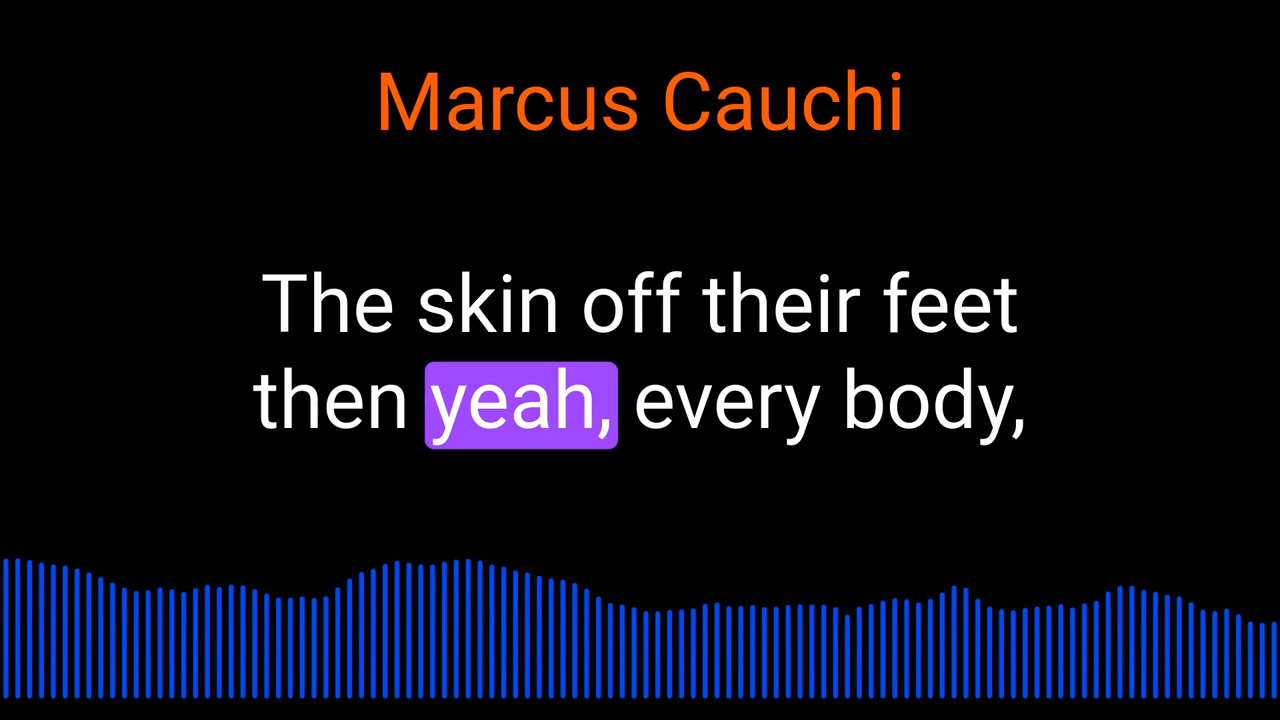 Marcus Cauchi
The skin off their feet
then yeah, every body,